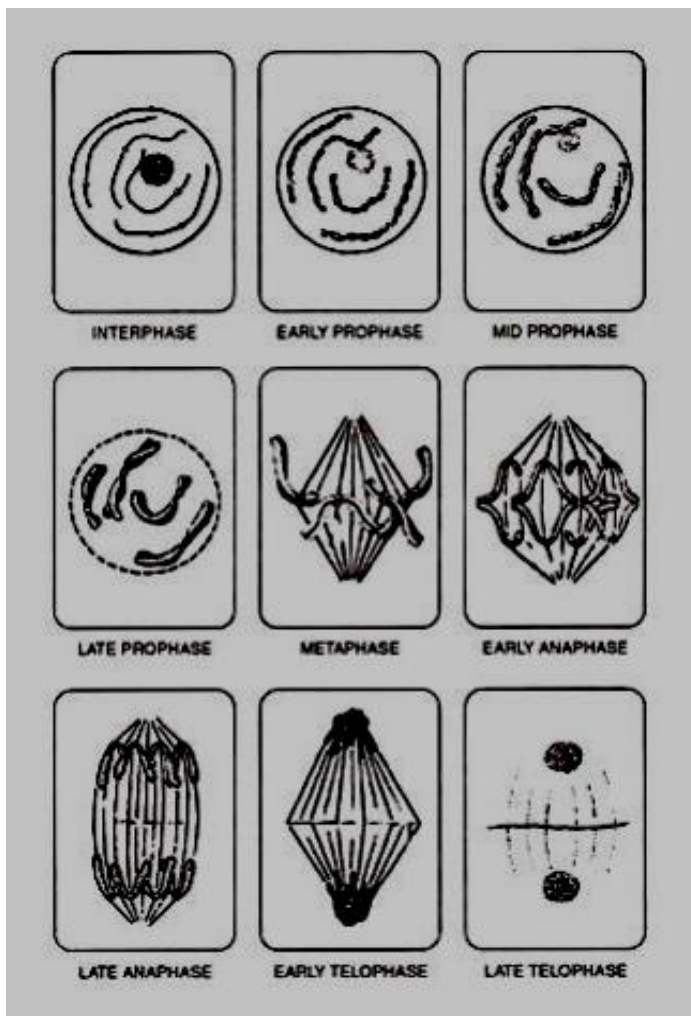 INTERPHASE
EARLY PROPHASE
MID PROPHASE
LATE PROPHASE
METAPHASE
EARLY ANAPHASE
LATE ANAPHASE
EARLY TELOPHASE
LATE TELOPHASE